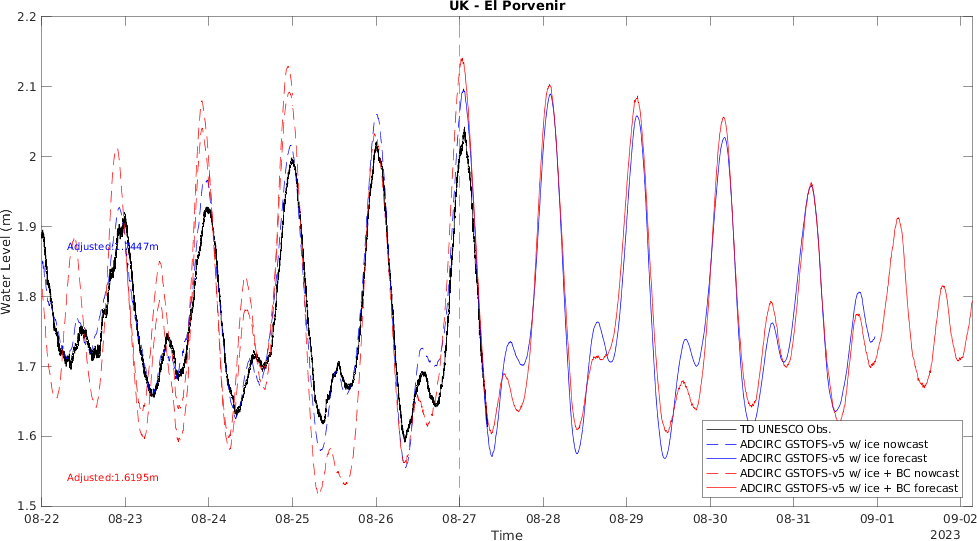 UK - El Porvenir
2.2
2.1
2
1.9
1.8
1.7
1.6
1.5
Water Level (m)
Adjusted:1.7447m
Adjusted:1.6195m
TD UNESCO Obs.
ADCIRC GSTOFS-v5 w/ ice nowcast
ADCIRC GSTOFS-v5 w/ ice forecast
ADCIRC GSTOFS-v5 w/ ice + BC nowcast
ADCIRC GSTOFS-v5 w/ ice + BC forecast
08-22 08-23 08-24 08-25 08-26 08-27 08-28 08-29 08-30 08-31 09-01 09-02
Time
2023